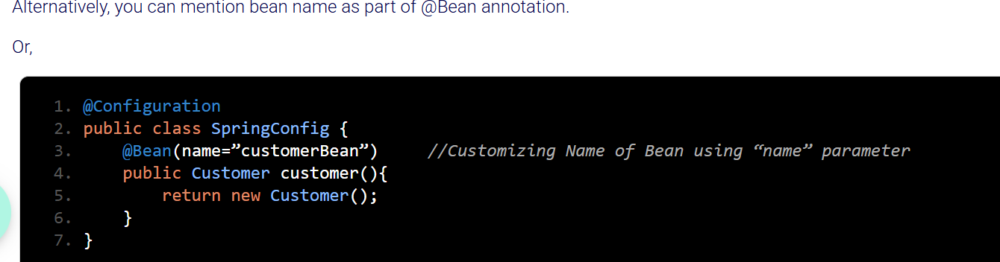 Alternatively, you can mention bean name as part of @Bean annotation.
Or,
1. @Configuration
2. public class SpringConfig {
3.     @Bean(name=”customerBean”)     //Customizing Name of Bean using “name” parameter
4.     public Customer customer(){
5.         return new Customer();
6.     }
7. }